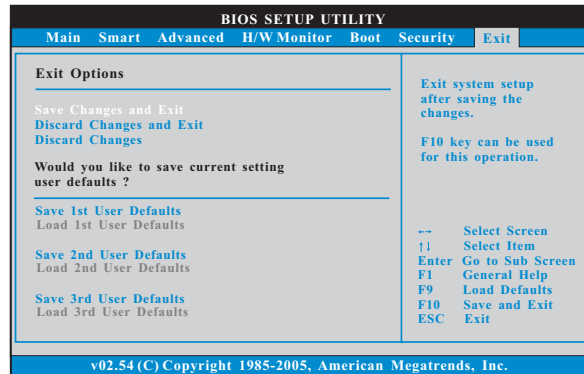 BIOS SETUP UTILITY
Main Smart Advanced H/W Monitor Boot Security Exit
Exit Options
Save Changes and Exit
Discard Changes and Exit
Discard Changes
Would you like to save current setting
user defaults ?
Save 1st User Defaults
Load 1st User Defaults
Save 2nd User Defaults
Load 2nd User Defaults
Save 3rd User Defaults
Load 3rd User Defaults
Exit system setup
after saving the
changes.
F10 key can be used
for this operation.
←→ Select Screen
↑↓ Select Item
Enter Go to Sub Screen
F1 General Help
F9 Load Defaults
F10 Save and Exit
ESC Exit
v02.54 (C) Copyright 1985-2005, American Megatrends, Inc.